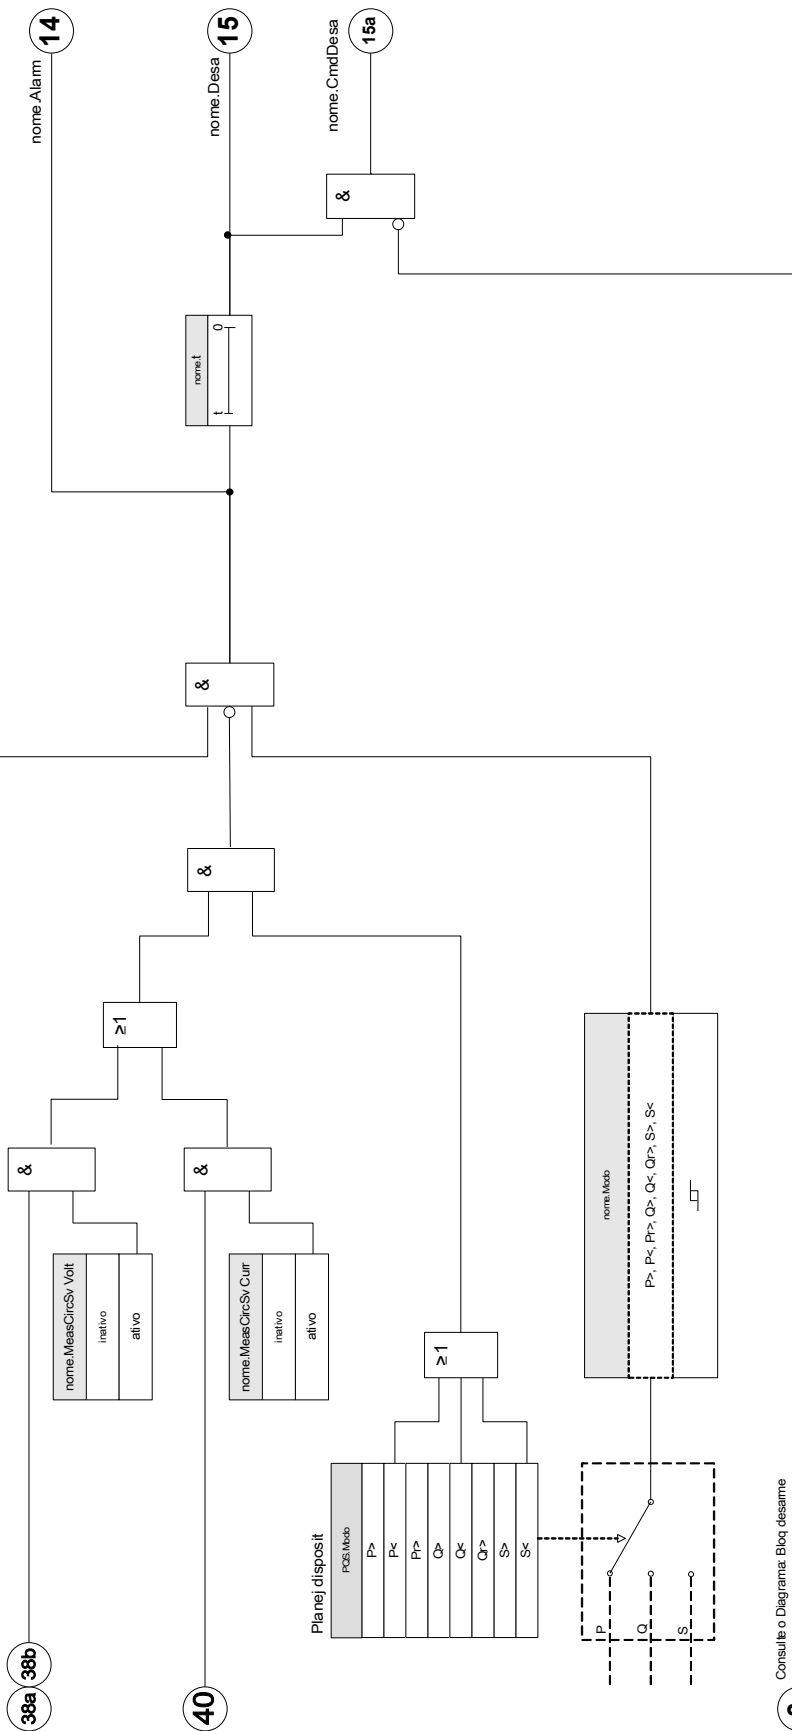 14
nome.Alarm
15
nome.Desa
15a
nome.CmdDesa
&
nome.t
t
0
&
&
≥1
&
&
38a
38b
nome.MeasCircSv Volt
inativo
ativo
40
nome.MeasCircSv Curr
inativo
ativo
≥1
Planej disposit
PQS.Modo
P>
P<
Pr>
Q>
Q<
Qr>
S>
S<
nome.Modo
P>, P<, Pr>, Q>, Q<, Qr>, S>, S<
P
Q
S
Consulte o Diagrama: Bloq desarme